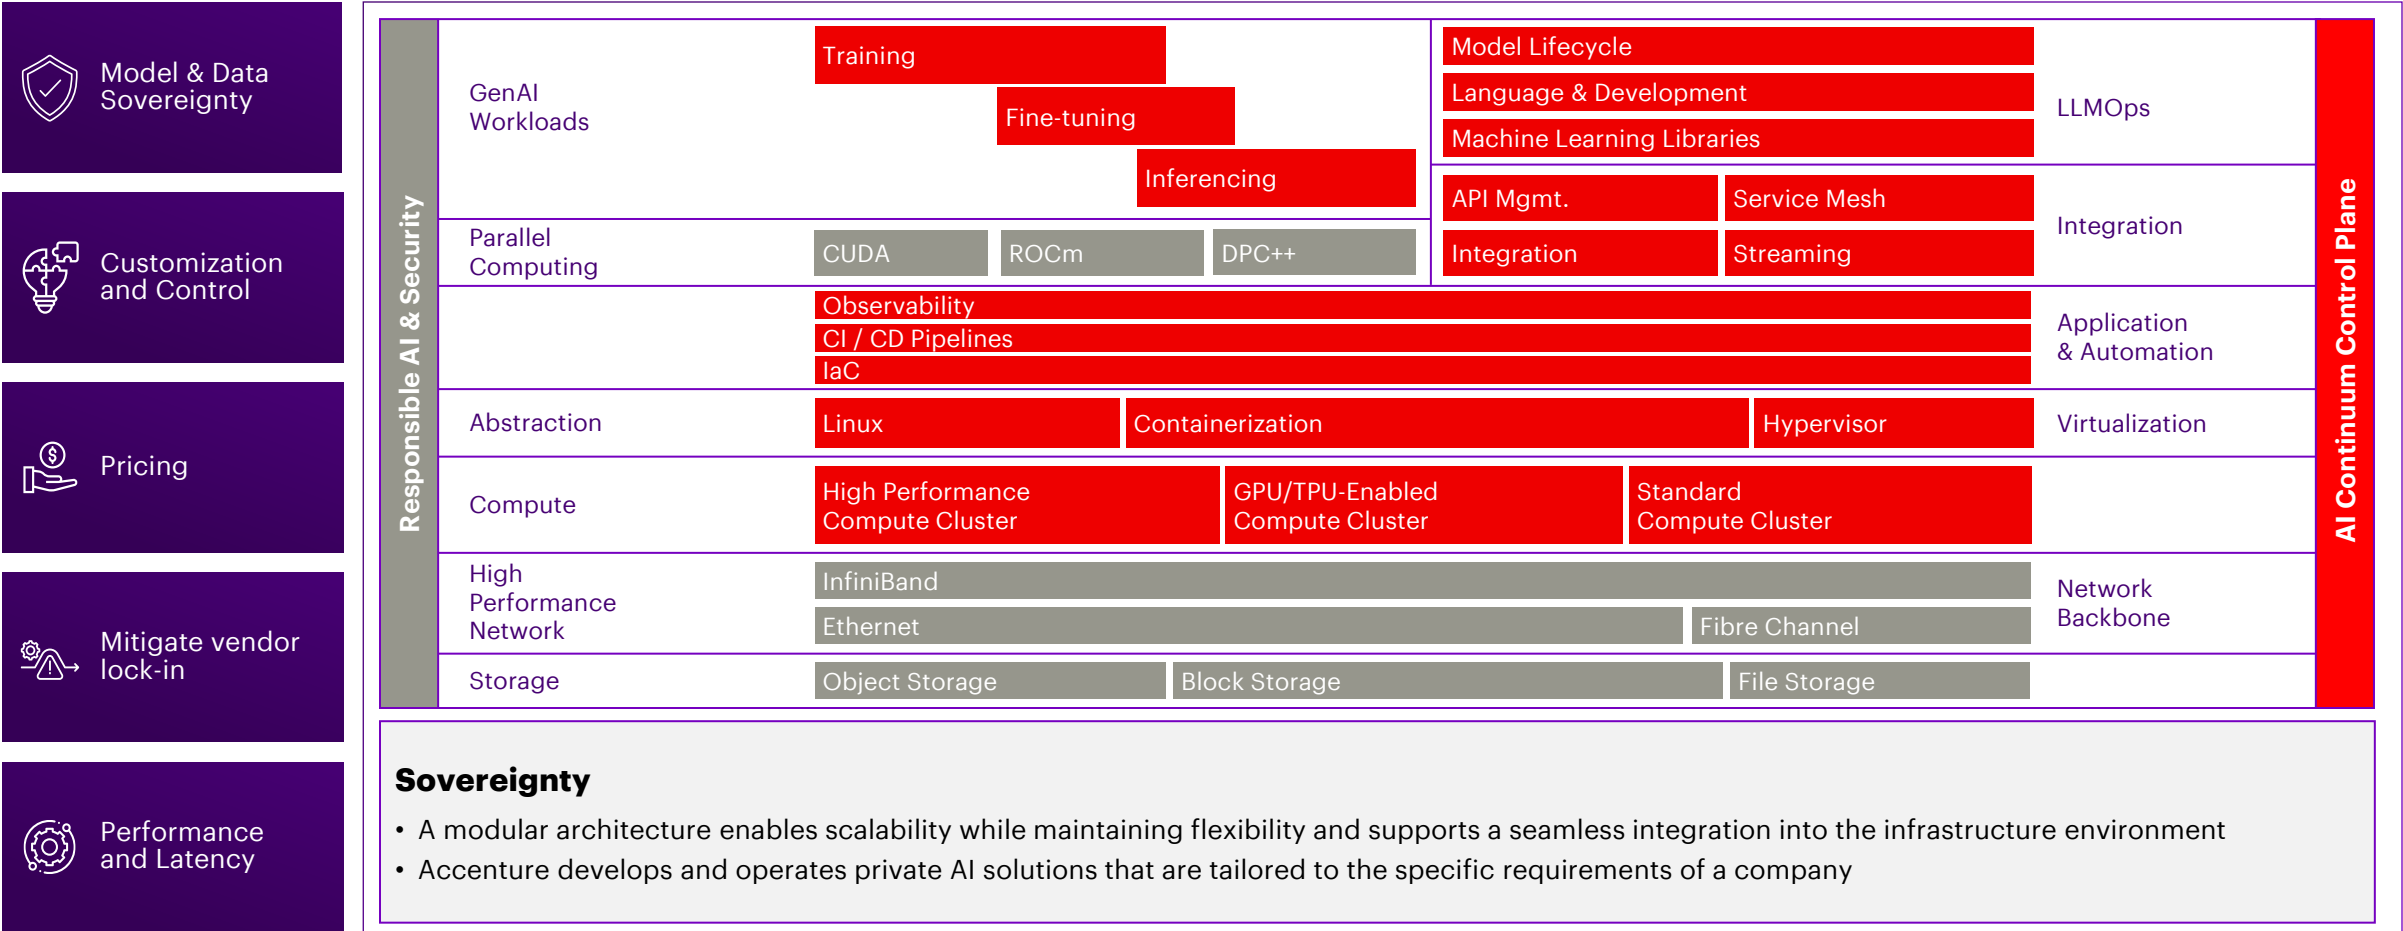 Model & Data
Sovereignty
Customization
and Control
Pricing
Mitigate vendor
lock-in
Performance
and Latency
Responsible AI & Security
GenAI
Workloads
Training
Fine-tuning
Inferencing
Model Lifecycle
Language & Development
Machine Learning Libraries
LLMOps
Parallel
Computing
CUDA
ROCm
DPC++
API Mgmt.
Service Mesh
Integration
Streaming
Integration
Observability
CI / CD Pipelines
IaC
Application
& Automation
Abstraction
Linux
Containerization
Hypervisor
Virtualization
Compute
High Performance
Compute Cluster
GPU/TPU-Enabled
Compute Cluster
Standard
Compute Cluster
High
Performance
Network
InfiniBand
Ethernet
Fibre Channel
Network
Backbone
Storage
Object Storage
Block Storage
File Storage
AI Continuum Control Plane
Sovereignty
• A modular architecture enables scalability while maintaining flexibility and supports a seamless integration into the infrastructure environment
• Accenture develops and operates private AI solutions that are tailored to the specific requirements of a company